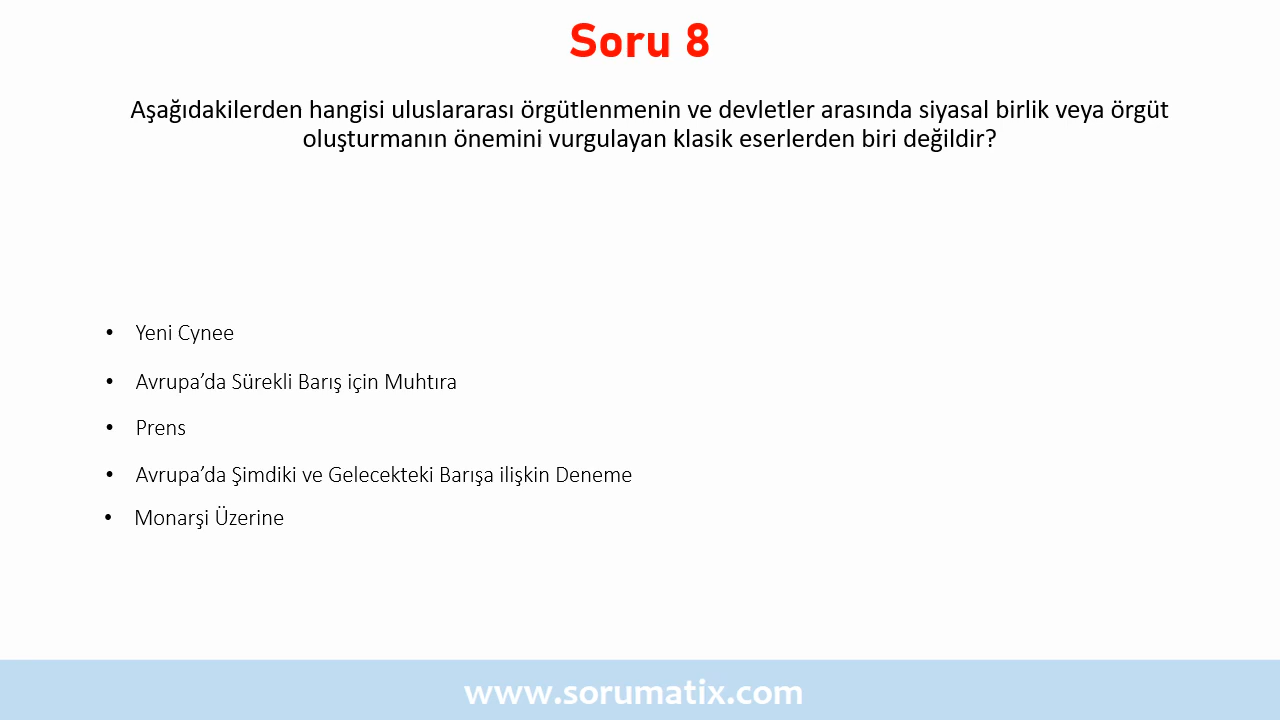 Soru 8
Aşağıdakilerden hangisi uluslararası örgütlenmenin ve devletler arasında siyasal birlik veya örgüt
oluşturmanın önemini vurgulayan klasik eserlerden biri değildir?
• Yeni Cynee
• Avrupa’da Sürekli Barış için Muhtıra
• Prens
• Avrupa’da Şimdiki ve Gelecekteki Barışa ilişkin Deneme
• Monarşi Üzerine
www.sorumatix.com